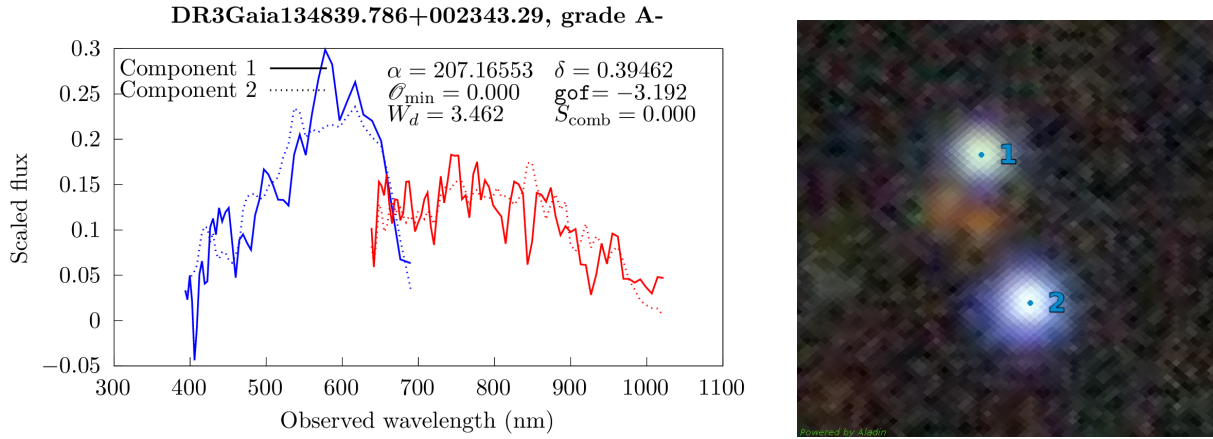 DR3Gaia134839.786+002343.29, grade A-
Component 1
Component 2
α = 207.16553 δ = 0.39462
𝒪min = 0.000 gof= −3.192
Wd = 3.462 Scomb = 0.000
Scaled flux
0.3
0.25
0.2
0.15
0.1
0.05
0
−0.05
300 400 500 600 700 800 900 1000 1100
Observed wavelength (nm)
1
2
Powered by Aladin